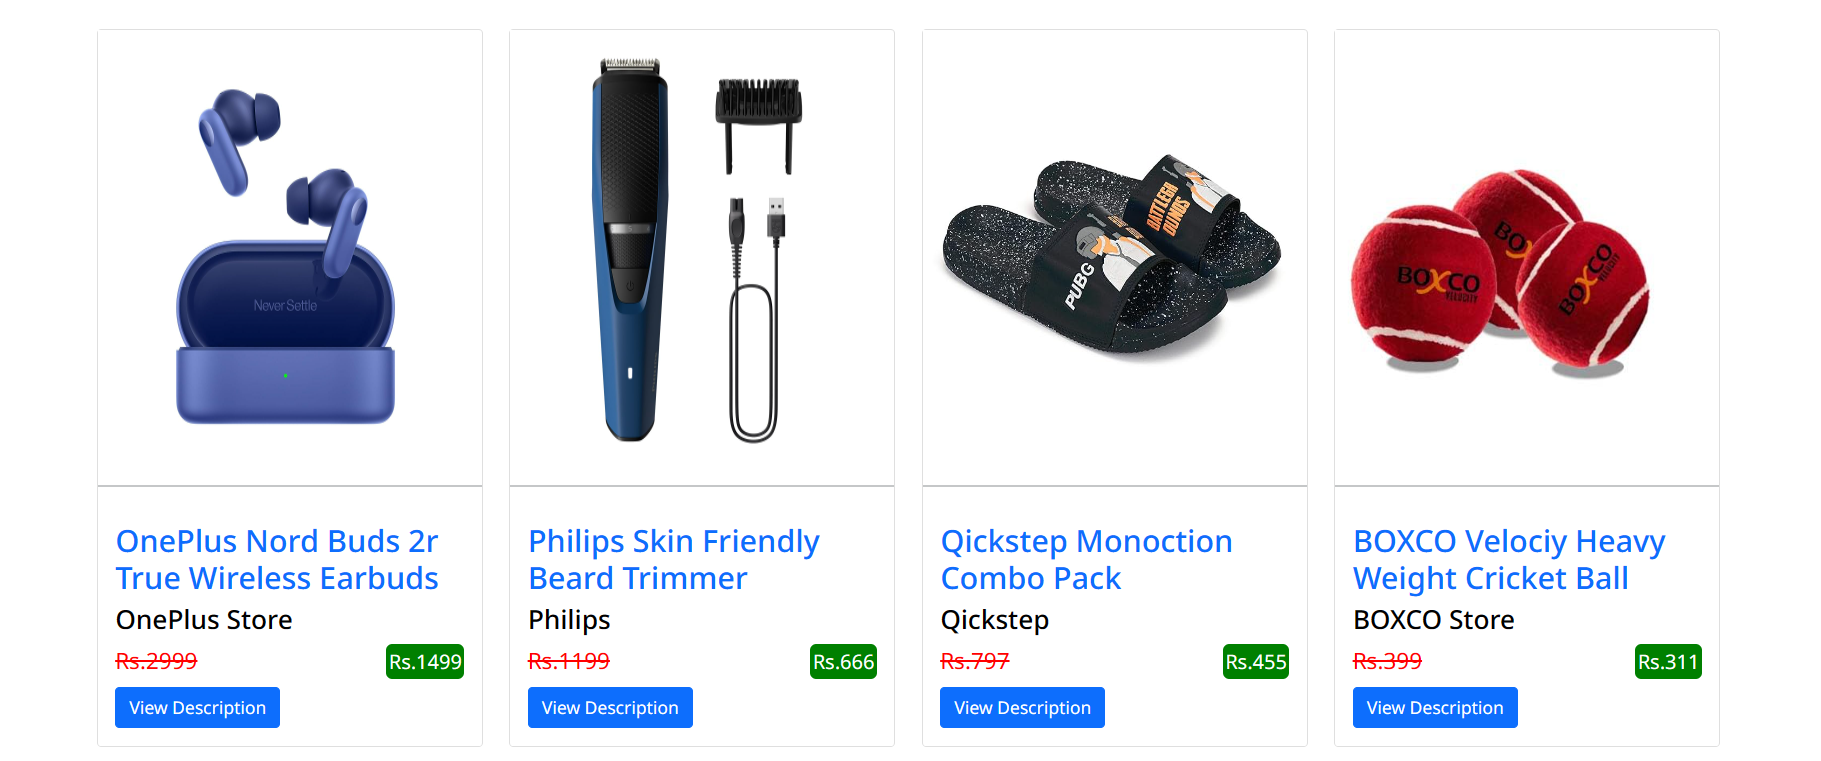 Never Settle
PUBG
BATTLEGR
OUNDS
BOXCO
VELOCITY
BOX
BOXCO
VELOCITY
OnePlus Nord Buds 2r
True Wireless Earbuds
OnePlus Store
Rs.2999
Rs.1499
View Description
Philips Skin Friendly
Beard Trimmer
Philips
Rs.1199
Rs.666
View Description
Qickstep Monoction
Combo Pack
Qickstep
Rs.797
Rs.455
View Description
BOXCO Velociy Heavy
Weight Cricket Ball
BOXCO Store
Rs.399
Rs.311
View Description